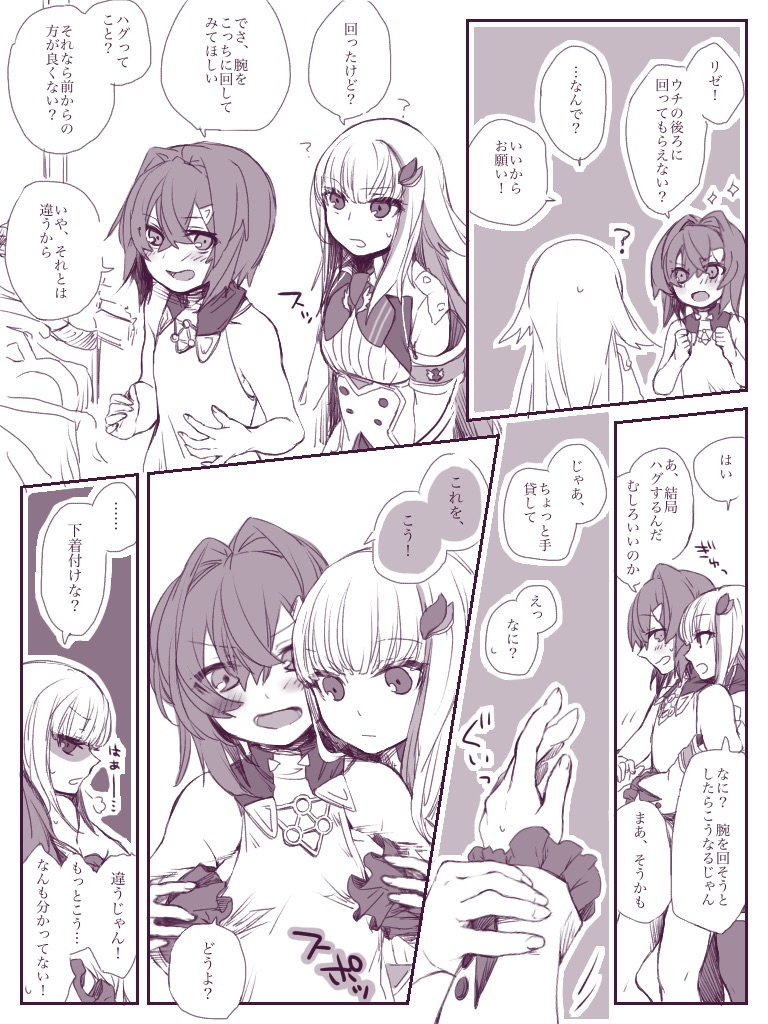 リゼ！
ウチの後ろに
回ってもらえない？
…なんで？
いいから
お願い！
？
回ったけど？
？
？
でさ、腕を
こっちに回して
みてほしい
スッ
ハグって
こと？
それなら前からの
方が良くない？
いや、それとは
違うから
はい
ぎゅっ
あ、結局
ハグするんだ
むしろいいのか
なに？　腕を回そうと
したらこうなるじゃん
まあ、そうかも
じゃあ、
ちょっと手
貸して
えっ
なに？
ぐいっ
これを、
こう！
スポッ
どうよ？
……
下着付けな？
はぁー…
違うじゃん！
もっとこう…
なんも分かってない！